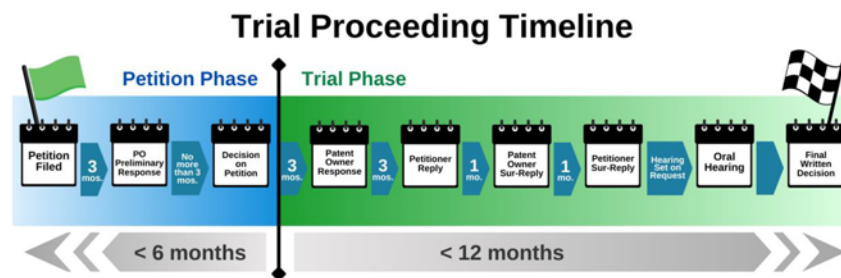 Trial Proceeding Timeline
Petition Phase
Trial Phase
Petition
Filed
3
mos.
PO
Preliminary
Response
No
more
than 3
mos.
Decision
on
Petition
3
mos.
Patent
Owner
Response
3
mos.
Petitioner
Reply
1
mo.
Patent
Owner
Sur-Reply
1
mo.
Petitioner
Sur-Reply
Hearing
Set on
Request
Oral
Hearing
Final
Written
Decision
< 6 months
< 12 months